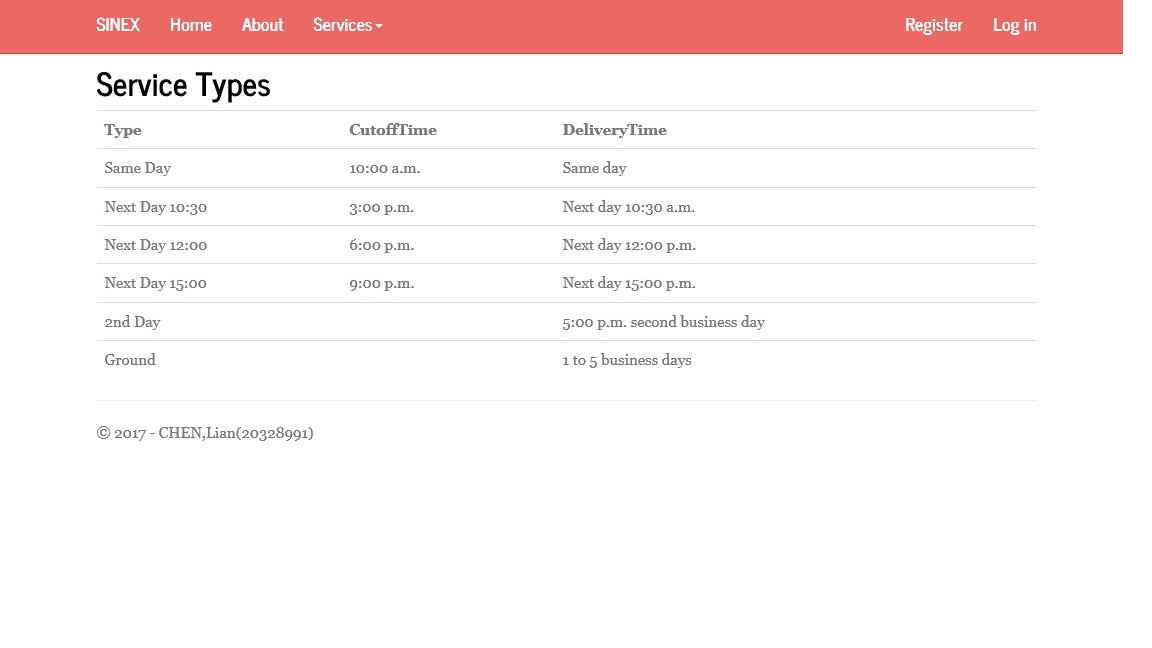 SINEX Home About Services Register Log in
Service Types
Type CutoffTime DeliveryTime
Same Day 10:00 a.m. Same day
Next Day 10:30 3:00 p.m. Next day 10:30 a.m.
Next Day 12:00 6:00 p.m. Next day 12:00 p.m.
Next Day 15:00 9:00 p.m. Next day 15:00 p.m.
2nd Day 5:00 p.m. second business day
Ground 1 to 5 business days
© 2017 - CHEN,Lian(20328991)